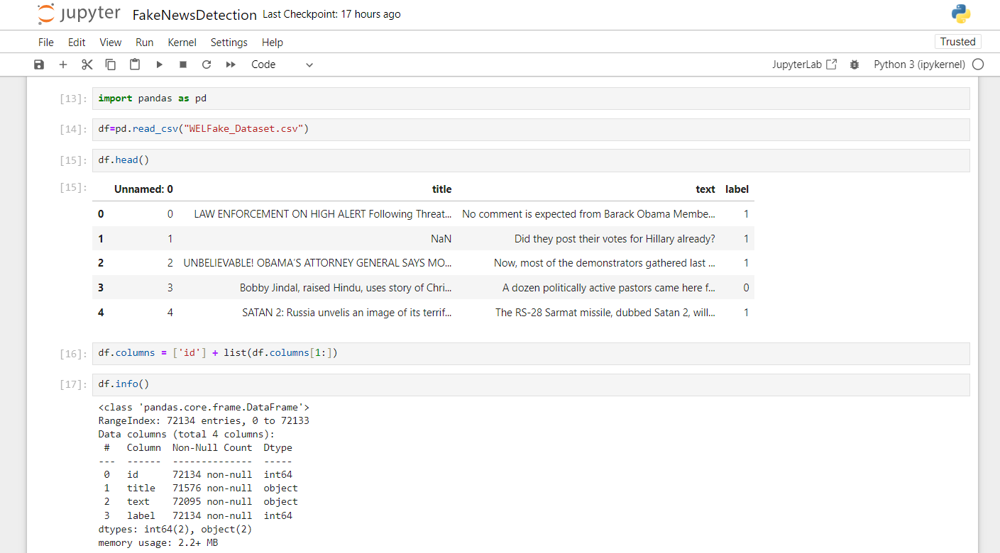 jupyter FakeNewsDetection Last Checkpoint: 17 hours ago
File Edit View Run Kernel Settings Help
Trusted
Code
JupyterLab Python 3 (ipykernel)
[13]: import pandas as pd
[14]: df=pd.read_csv("WELFake_Dataset.csv")
[15]: df.head()
[15]: Unnamed: 0 title text label
0 0 LAW ENFORCEMENT ON HIGH ALERT Following Threat... No comment is expected from Barack Obama Membe... 1
1 1 NaN Did they post their votes for Hillary already? 1
2 2 UNBELIEVABLE! OBAMA'S ATTORNEY GENERAL SAYS MO... Now, most of the demonstrators gathered last ... 1
3 3 Bobby Jindal, raised Hindu, uses story of Chri... A dozen politically active pastors came here f... 0
4 4 SATAN 2: Russia unvelis an image of its terrif... The RS-28 Sarmat missile, dubbed Satan 2, will... 1
[16]: df.columns = ['id'] + list(df.columns[1:])
[17]: df.info()
<class 'pandas.core.frame.DataFrame'>
RangeIndex: 72134 entries, 0 to 72133
Data columns (total 4 columns):
# Column Non-Null Count Dtype
--- ------ -------------- -----
0 id 72134 non-null int64
1 title 71576 non-null object
2 text 72095 non-null object
3 label 72134 non-null int64
dtypes: int64(2), object(2)
memory usage: 2.2+ MB